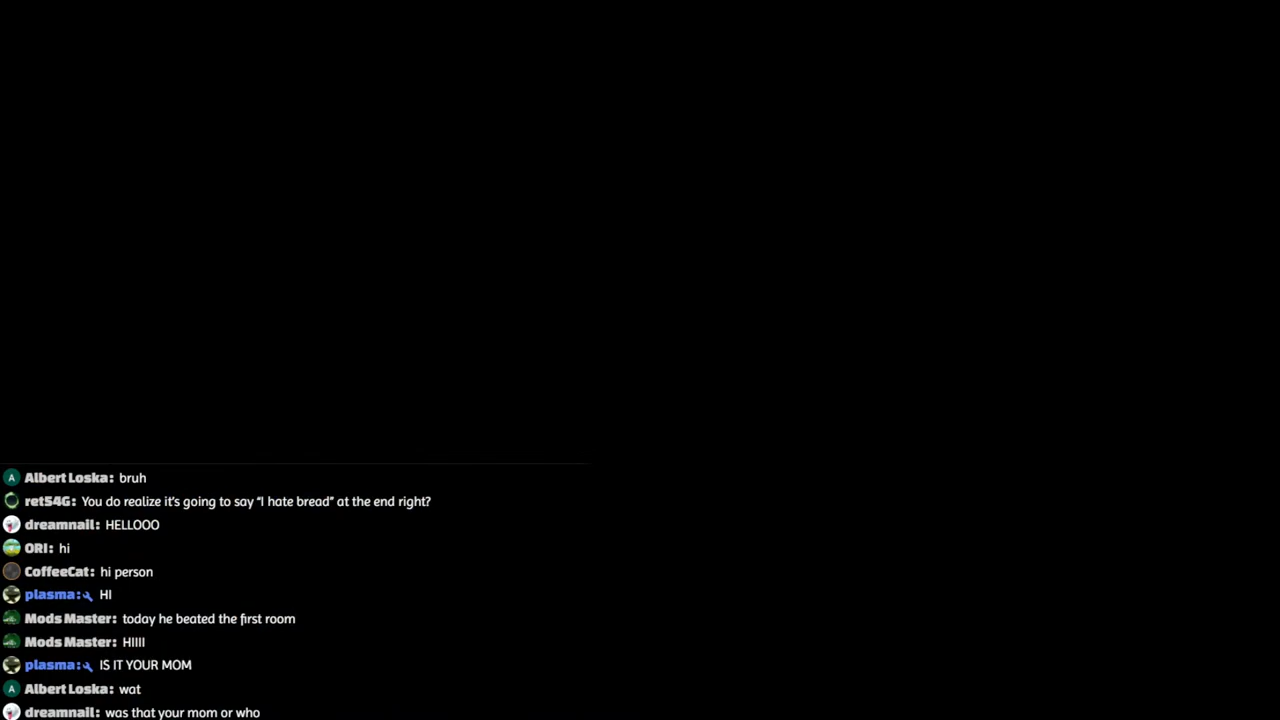 A Albert Loska: bruh
ret54G: You do realize it's going to say “I hate bread” at the end right?
dreamnail: HELLOOO
ORI: hi
CoffeeCat: hi person
plasma: HI
Mods Master: today he beated the first room
Mods Master: HIIII
plasma: IS IT YOUR MOM
A Albert Loska: wat
dreamnail: was that your mom or who